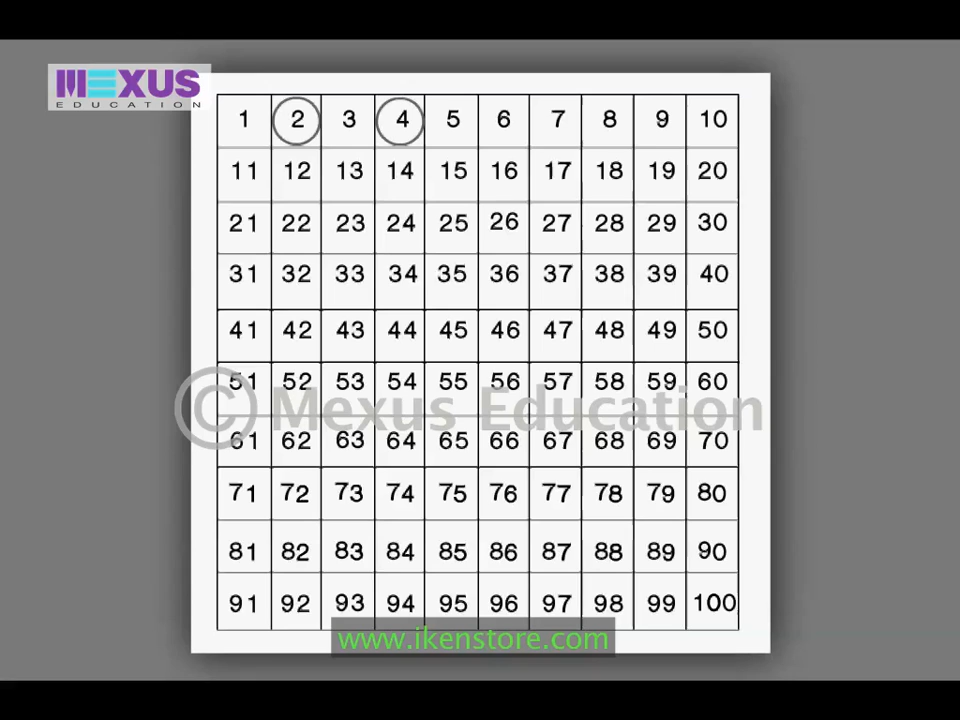 MEXUS
EDUCATION
1 2 3 4 5 6 7 8 9 10
11 12 13 14 15 16 17 18 19 20
21 22 23 24 25 26 27 28 29 30
31 32 33 34 35 36 37 38 39 40
41 42 43 44 45 46 47 48 49 50
51 52 53 54 55 56 57 58 59 60
© Mexus Education
61 62 63 64 65 66 67 68 69 70
71 72 73 74 75 76 77 78 79 80
81 82 83 84 85 86 87 88 89 90
91 92 93 94 95 96 97 98 99 100
www.ikenstore.com